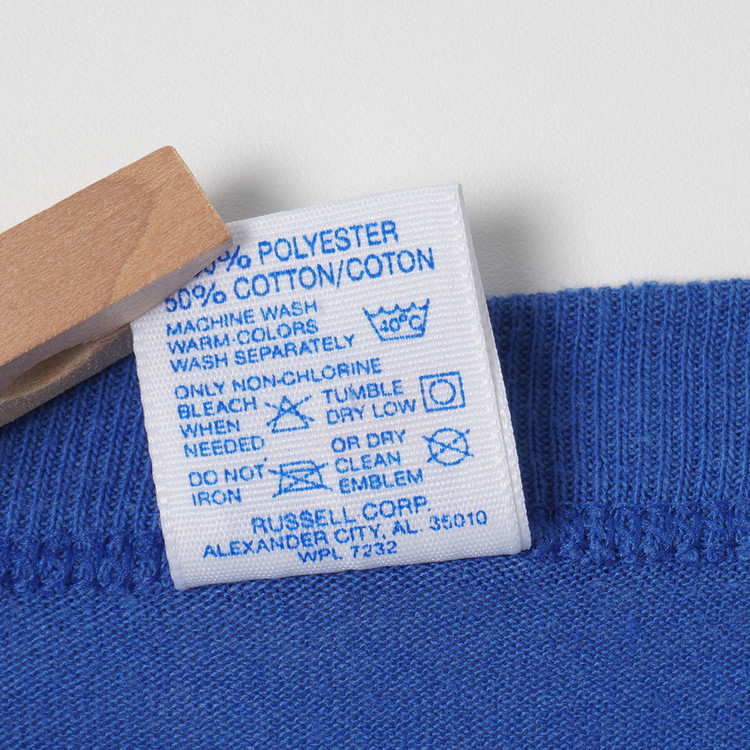 % POLYESTER
50% COTTON/COTON
MACHINE WASH
WARM-COLORS
WASH SEPARATELY
40°C
ONLY NON-CHLORINE
BLEACH
WHEN
NEEDED
TUMBLE
DRY LOW
DO NOT
IRON
OR DRY
CLEAN
EMBLEM
RUSSELL CORP.
ALEXANDER CITY, AL. 35010
WPL 7232